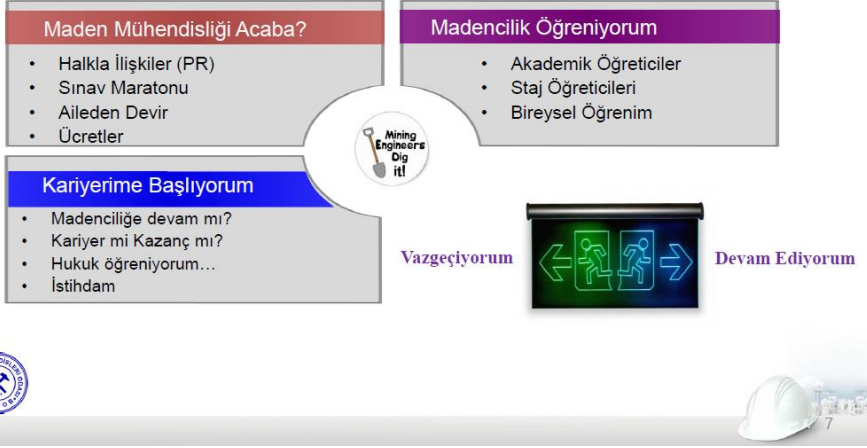 Maden Mühendisliği Acaba?
• Halkla İlişkiler (PR)
• Sınav Maratonu
• Aileden Devir
• Ücretler
Madencilik Öğreniyorum
• Akademik Öğreticiler
• Staj Öğreticileri
• Bireysel Öğrenim
Mining
Engineers
Dig
it!
Kariyerime Başlıyorum
• Madenciliğe devam mı?
• Kariyer mi Kazanç mı?
• Hukuk öğreniyorum…
• İstihdam
Vazgeçiyorum
Devam Ediyorum
7